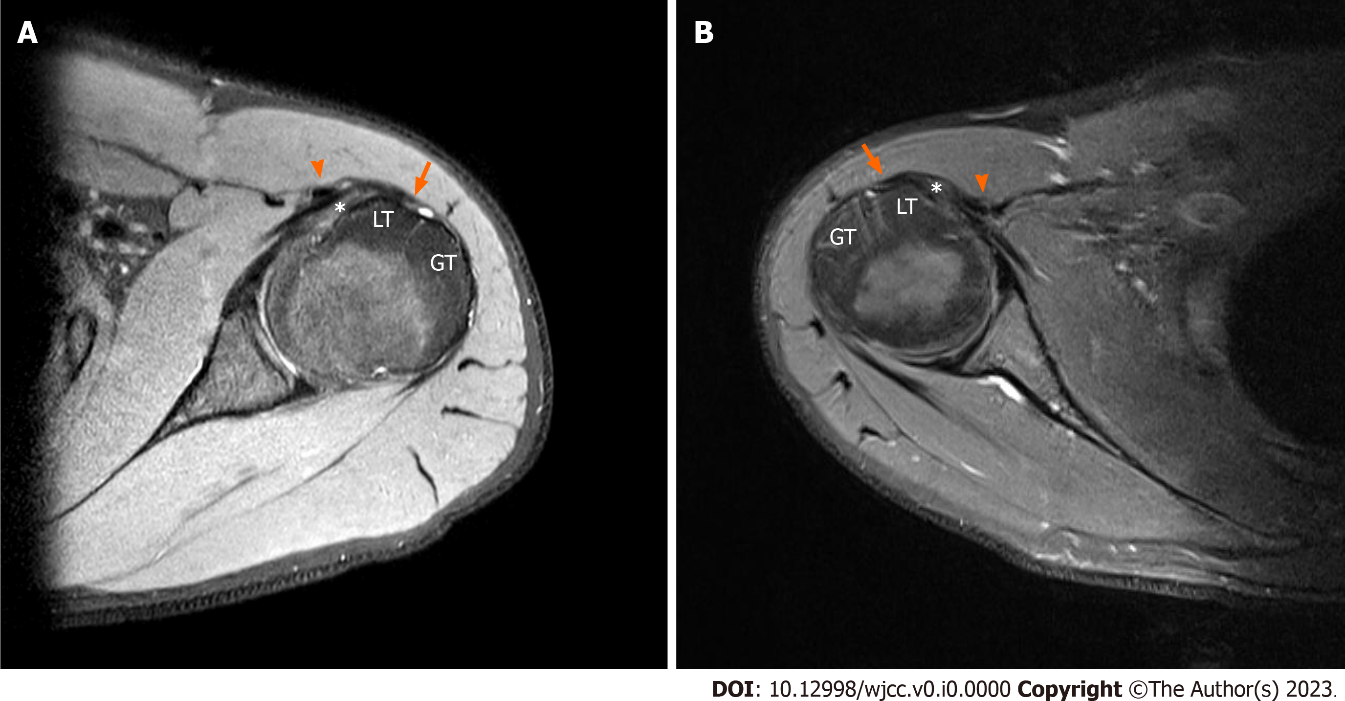 A
B
*
LT
GT
*
LT
GT
DOI: 10.12998/wjcc.v0.i0.0000 Copyright ©The Author(s) 2023.